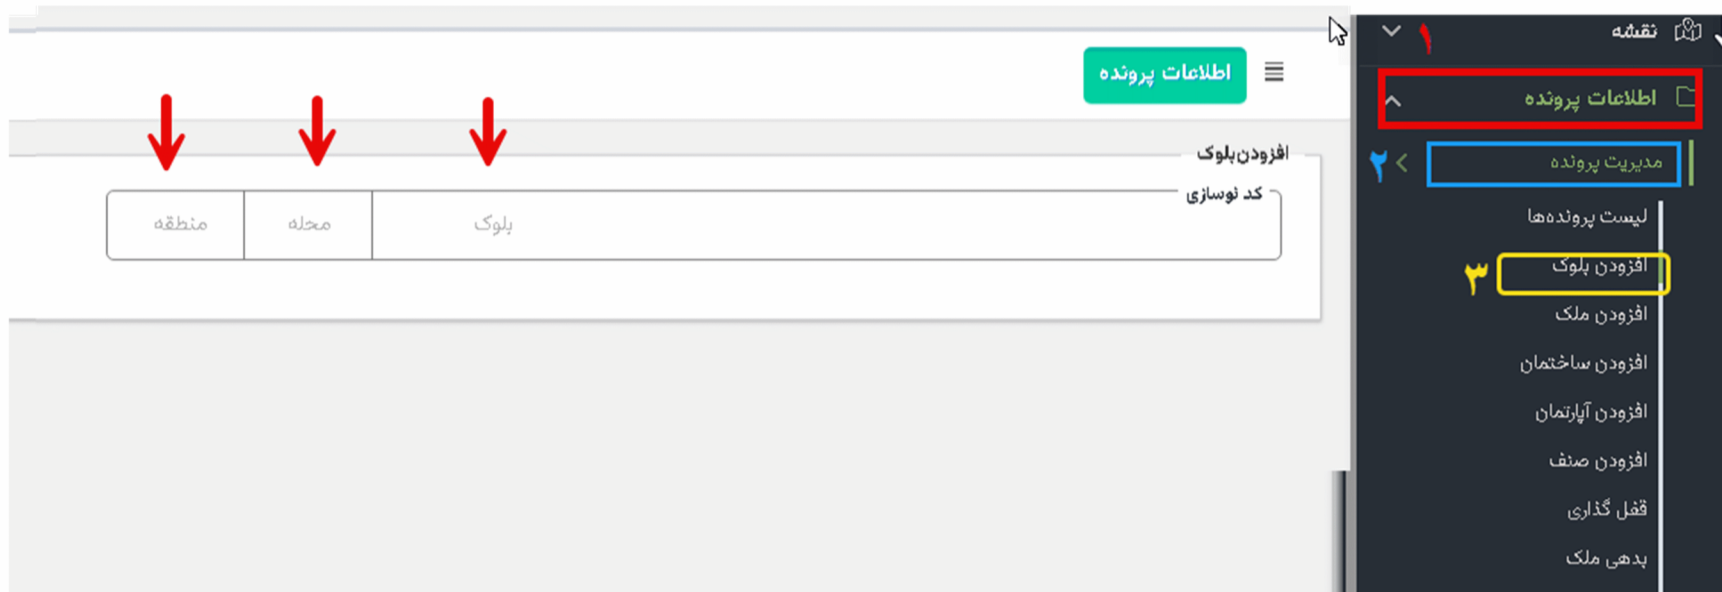 نقشه
۱
اطلاعات پرونده
مدیریت پرونده
۲
لیست پرونده‌ها
افزودن بلوک
۳
افزودن ملک
افزودن ساختمان
افزودن آپارتمان
افزودن صنف
قفل گذاری
بدهی ملک
اطلاعات پرونده
افزودن‌بلوک
کد نوسازی
بلوک
محله
منطقه